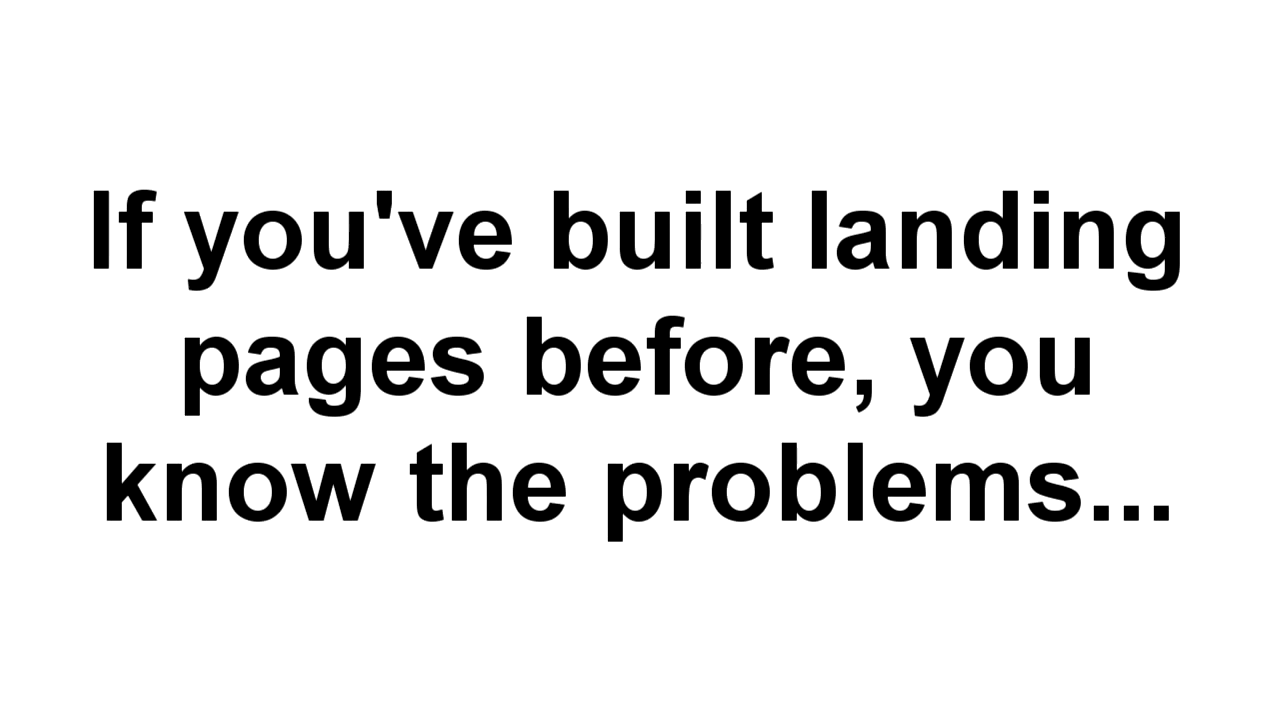 If you've built landing
pages before, you
know the problems...